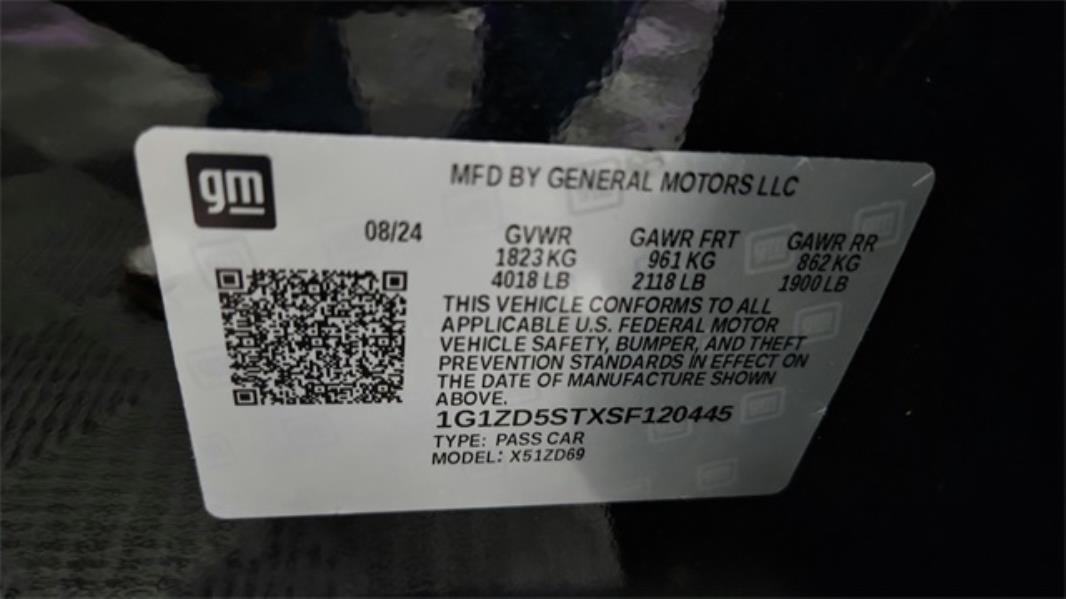 gm
MFD BY GENERAL MOTORS LLC
08/24 GVWR GAWR FRT GAWR RR
1823 KG 961 KG 862 KG
4018 LB 2118 LB 1900 LB
THIS VEHICLE CONFORMS TO ALL
APPLICABLE U.S. FEDERAL MOTOR
VEHICLE SAFETY, BUMPER, AND THEFT
PREVENTION STANDARDS IN EFFECT ON
THE DATE OF MANUFACTURE SHOWN
ABOVE.
1G1ZD5STXSF120445
TYPE: PASS CAR
MODEL: X51ZD69